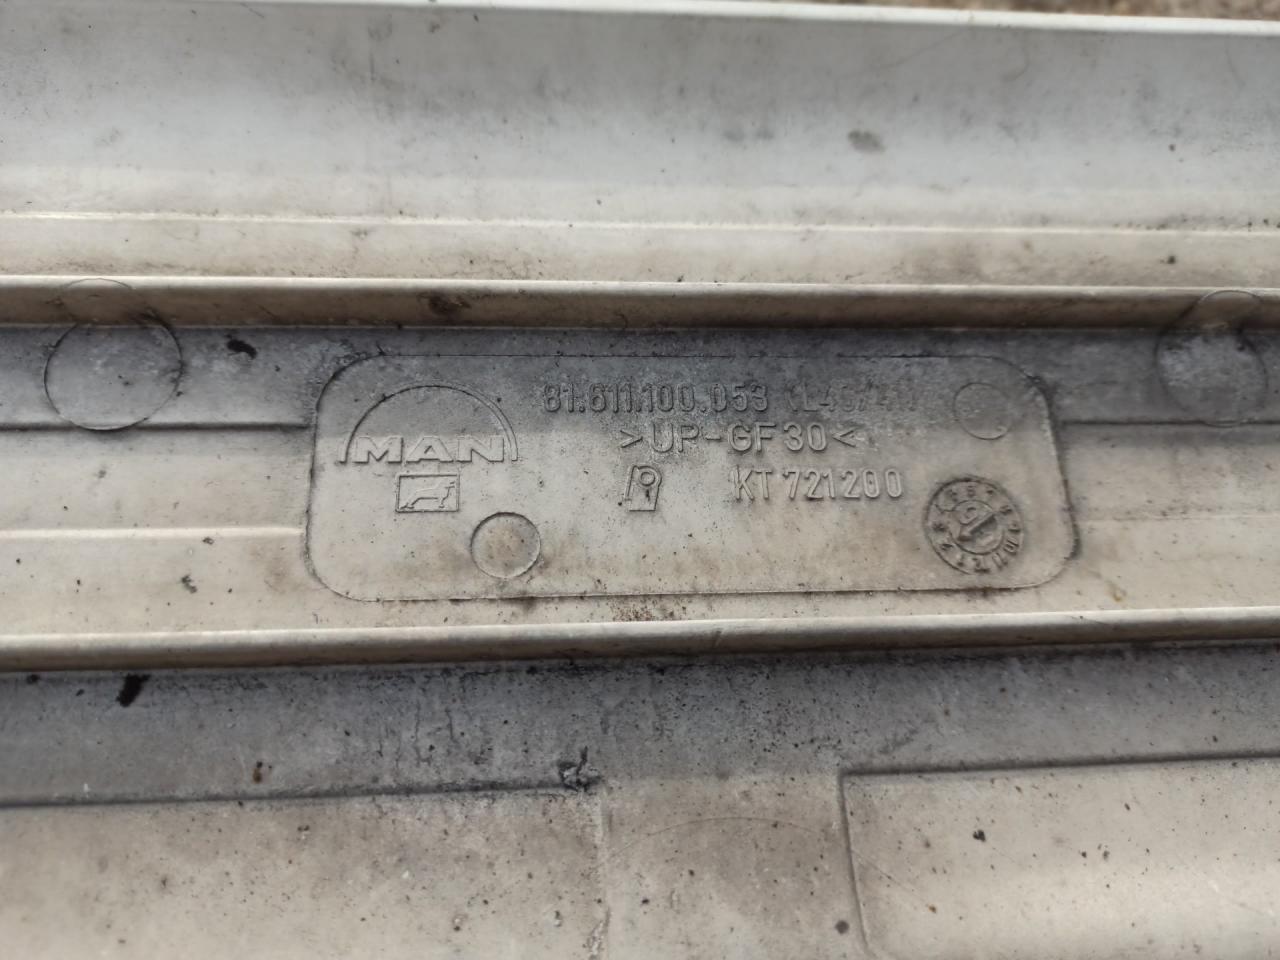 81.611.100.053
MAN
>UP-GF30<
KT 721200